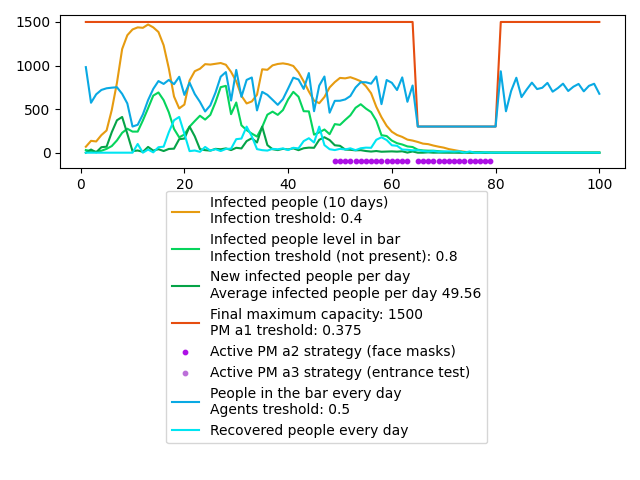 1500
1000
500
0
0 20 40 60 80 100
Infected people (10 days)
Infection treshold: 0.4
Infected people level in bar
Infection treshold (not present): 0.8
New infected people per day
Average infected people per day 49.56
Final maximum capacity: 1500
PM a1 treshold: 0.375
Active PM a2 strategy (face masks)
Active PM a3 strategy (entrance test)
People in the bar every day
Agents treshold: 0.5
Recovered people every day